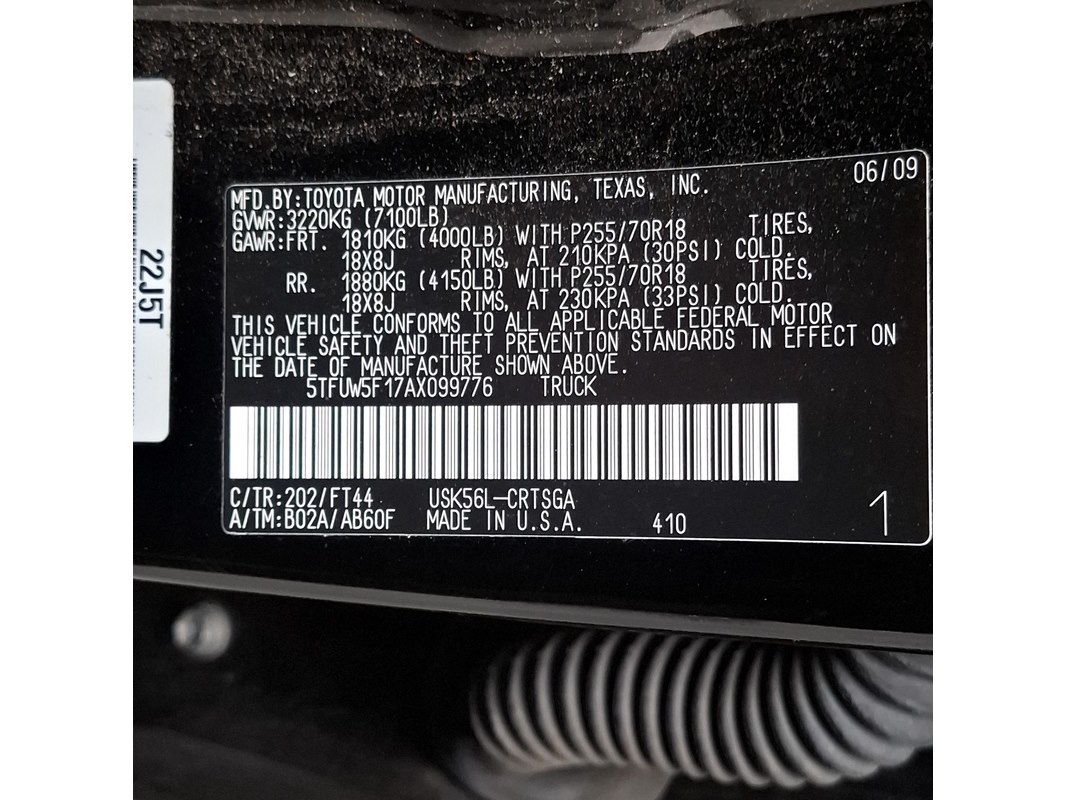 22J5T
06/09
MFD.BY:TOYOTA MOTOR MANUFACTURING, TEXAS, INC.
GVWR:3220KG (7100LB)
GAWR:FRT. 1810KG (4000LB) WITH P255/70R18 TIRES,
18X8J RIMS, AT 210KPA (30PSI) COLD.
RR. 1880KG (4150LB) WITH P255/70R18 TIRES,
18X8J RIMS, AT 230KPA (33PSI) COLD.
THIS VEHICLE CONFORMS TO ALL APPLICABLE FEDERAL MOTOR
VEHICLE SAFETY AND THEFT PREVENTION STANDARDS IN EFFECT ON
THE DATE OF MANUFACTURE SHOWN ABOVE.
5TFUW5F17AX099776 TRUCK
C/TR:202/FT44 USK56L-CRTSGA
A/TM:B02A/AB60F MADE IN U.S.A. 410 1